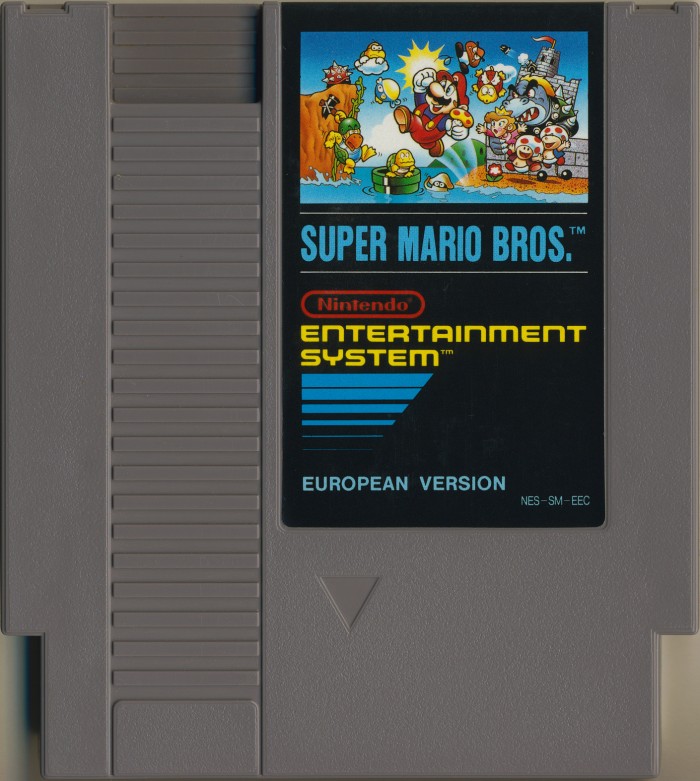 SUPER MARIO BROS.™
Nintendo®
ENTERTAINMENT
SYSTEM™
EUROPEAN VERSION
NES-SM-EEC